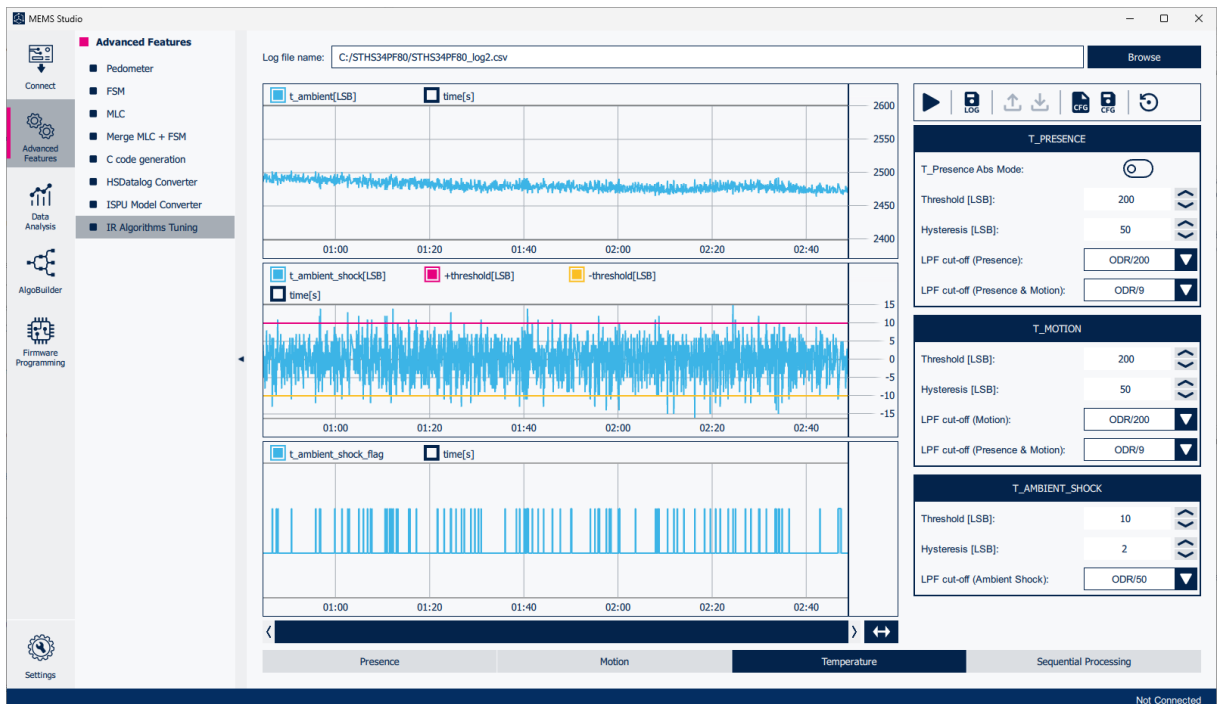 MEMS Studio
Connect
Advanced
Features
Data
Analysis
AlgoBuilder
Firmware
Programming
Settings
Advanced Features
Pedometer
FSM
MLC
Merge MLC + FSM
C code generation
HSDatalog Converter
ISPU Model Converter
IR Algorithms Tuning
Log file name: C:/STHS34PF80/STHS34PF80_log2.csv Browse
t_ambient[LSB] time[s]
2600
2550
2500
2450
2400
01:00 01:20 01:40 02:00 02:20 02:40
t_ambient_shock[LSB] +threshold[LSB] -threshold[LSB]
time[s]
15
10
5
0
-5
-10
-15
01:00 01:20 01:40 02:00 02:20 02:40
t_ambient_shock_flag time[s]
01:00 01:20 01:40 02:00 02:20 02:40
Presence Motion Temperature Sequential Processing
LOG CFG CFG
T_PRESENCE
T_Presence Abs Mode:
Threshold [LSB]: 200
Hysteresis [LSB]: 50
LPF cut-off (Presence): ODR/200
LPF cut-off (Presence & Motion): ODR/9
T_MOTION
Threshold [LSB]: 200
Hysteresis [LSB]: 50
LPF cut-off (Motion): ODR/200
LPF cut-off (Presence & Motion): ODR/9
T_AMBIENT_SHOCK
Threshold [LSB]: 10
Hysteresis [LSB]: 2
LPF cut-off (Ambient Shock): ODR/50
Not Connected